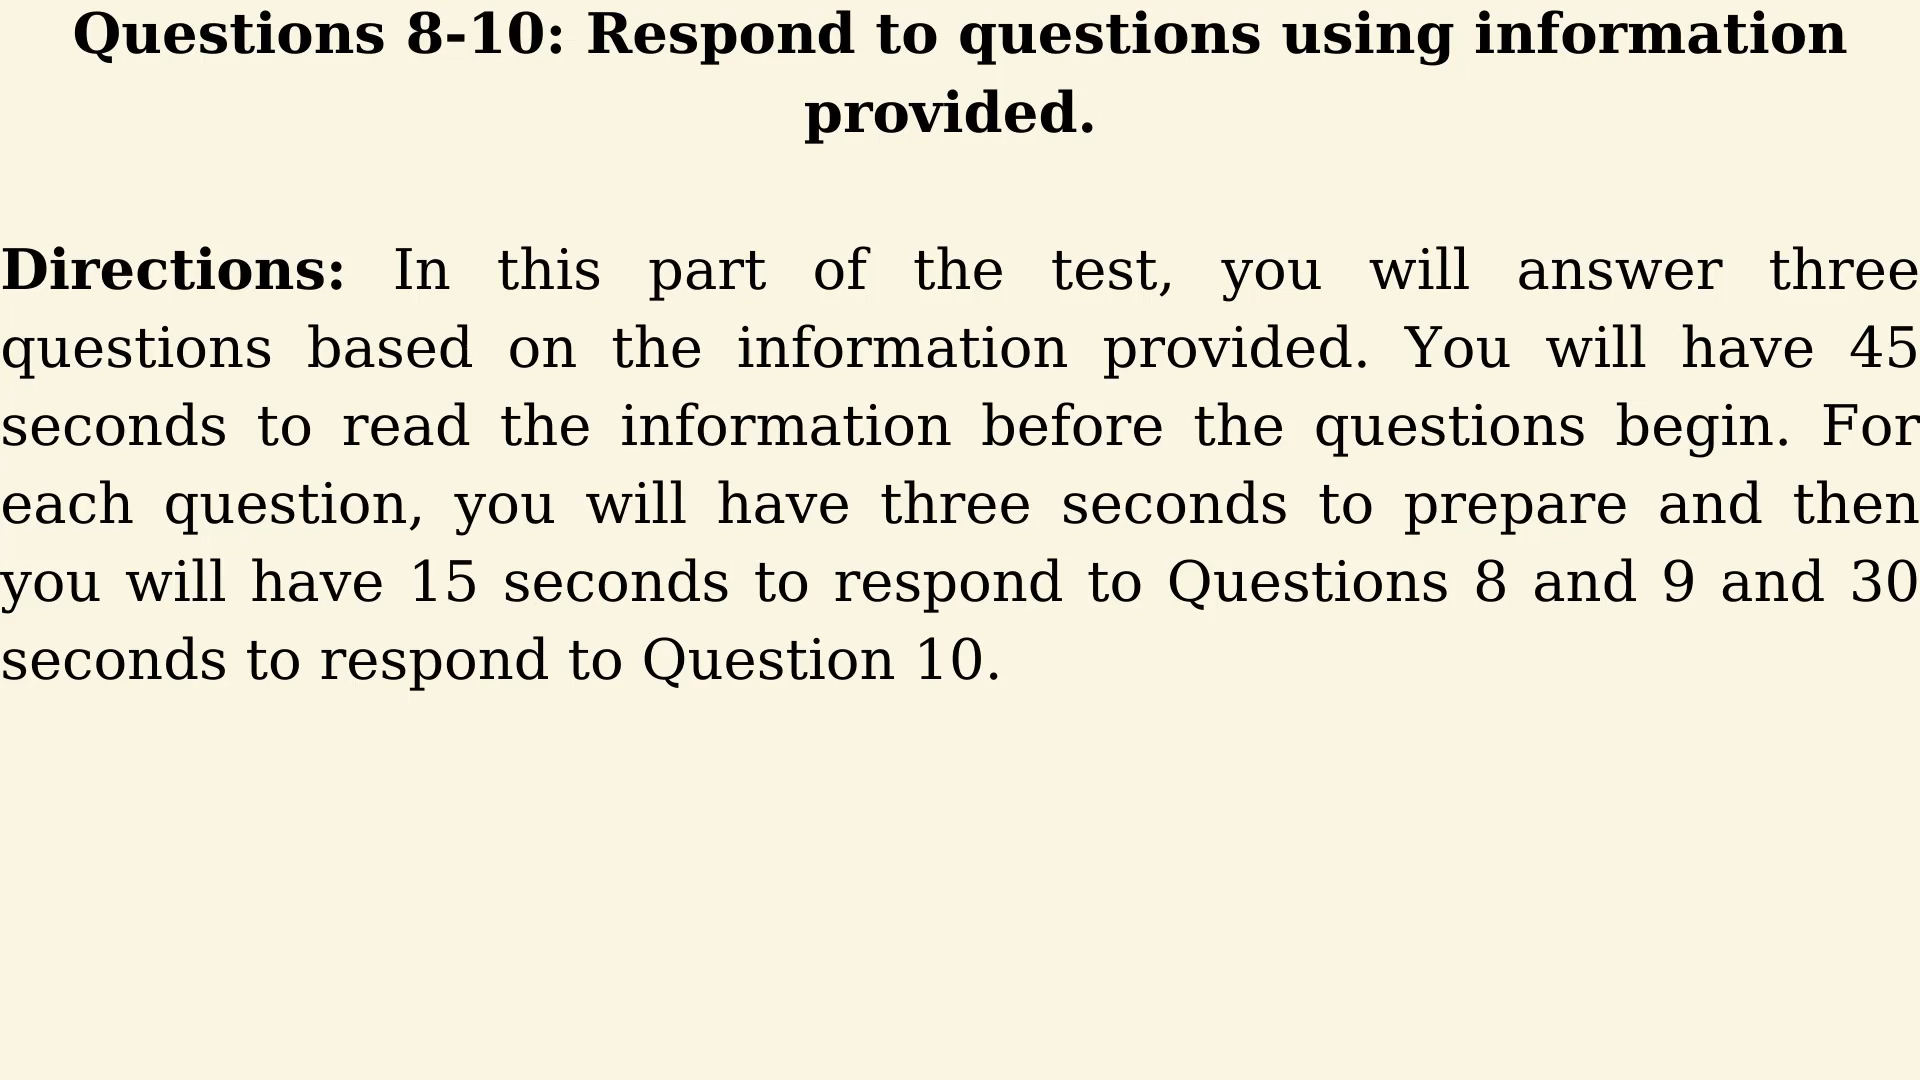 Questions 8-10: Respond to questions using information
provided.
Directions: In this part of the test, you will answer three
questions based on the information provided. You will have 45
seconds to read the information before the questions begin. For
each question, you will have three seconds to prepare and then
you will have 15 seconds to respond to Questions 8 and 9 and 30
seconds to respond to Question 10.